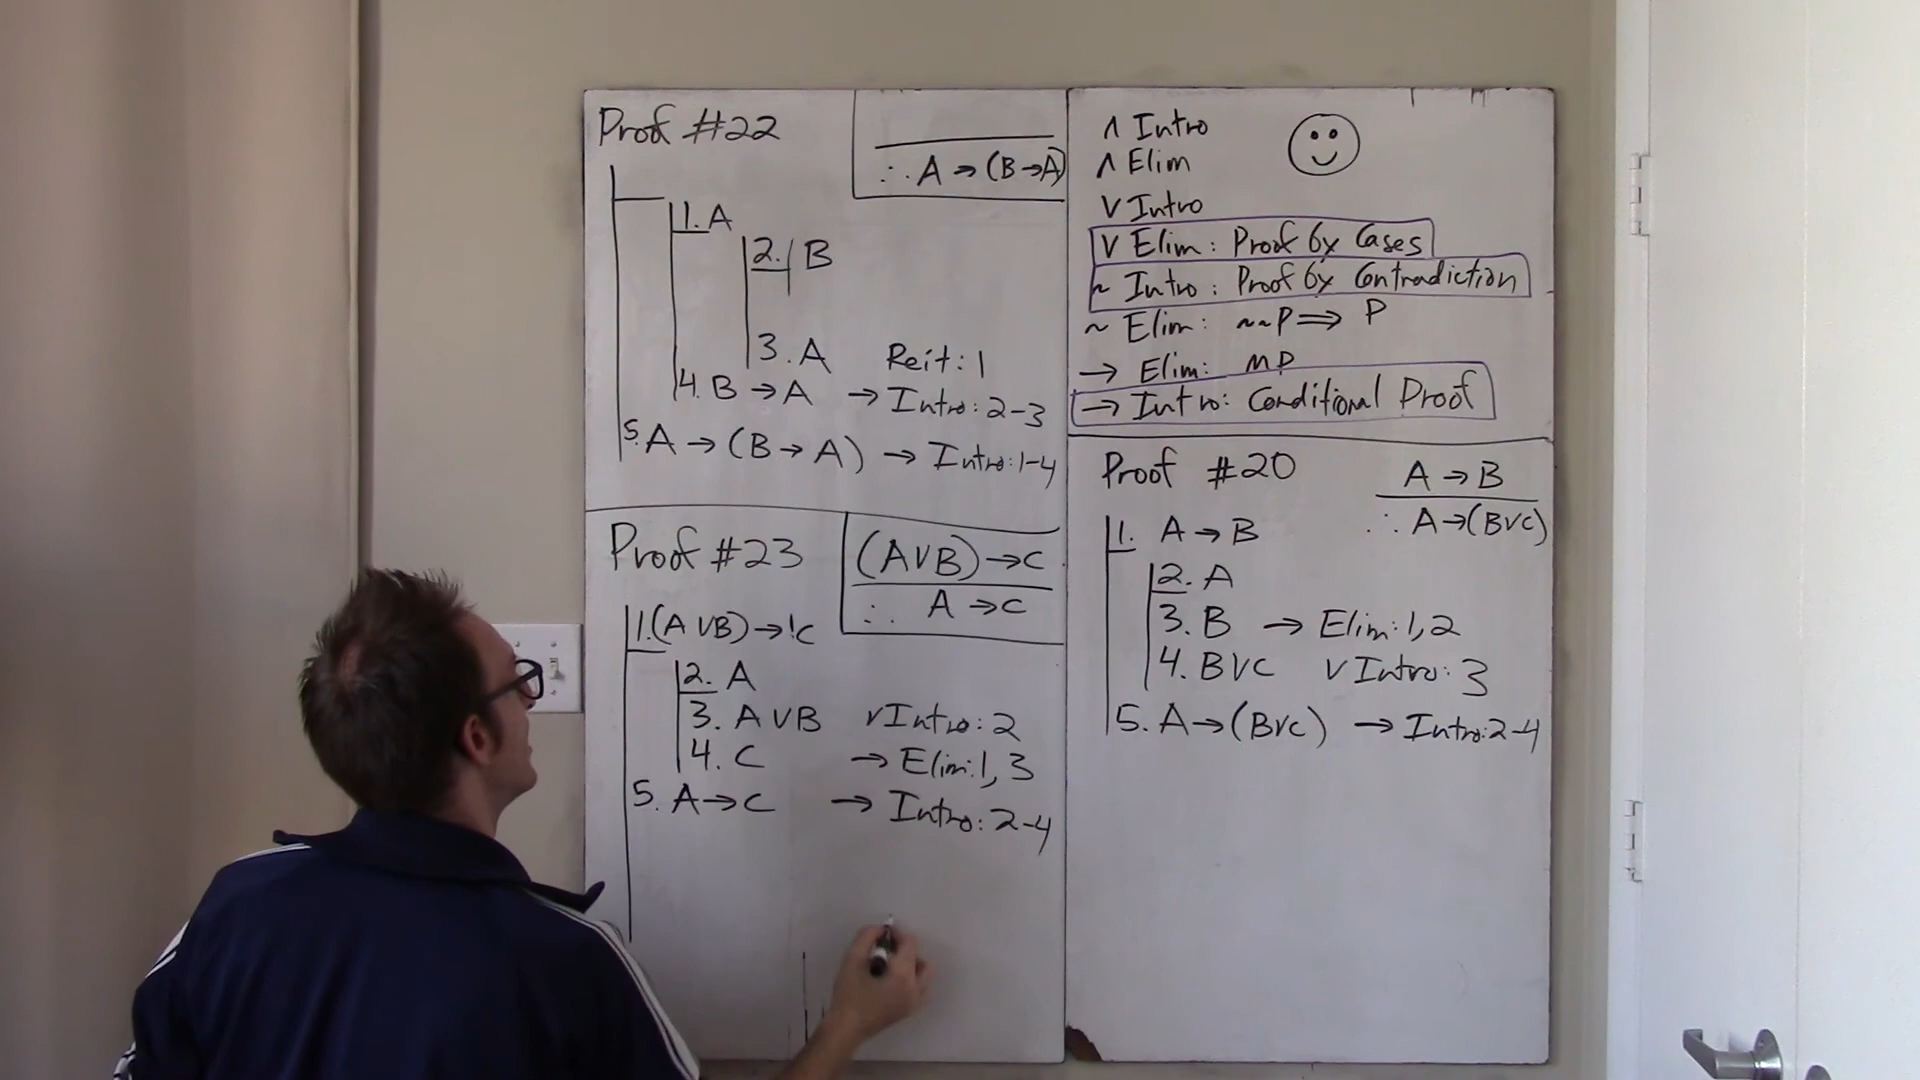 Proof #22
∴ A → (B→A)
1. A
2. B
3. A Reit: 1
4. B → A → Intro: 2-3
5. A → (B → A) → Intro: 1-4
Proof #23
(A∨B) → C
∴ A → C
1. (A∨B) → C
2. A
3. A∨B ∨Intro: 2
4. C → Elim: 1, 3
5. A → C → Intro: 2-4
∧ Intro
∧ Elim
∨ Intro
∨ Elim: Proof by Cases
~ Intro: Proof by Contradiction
~ Elim: ~~P ⟹ P
→ Elim: MP
→ Intro: Conditional Proof
Proof #20
A → B
∴ A→(B∨C)
1. A → B
2. A
3. B → Elim: 1, 2
4. B∨C ∨ Intro: 3
5. A→(B∨C) → Intro: 2-4